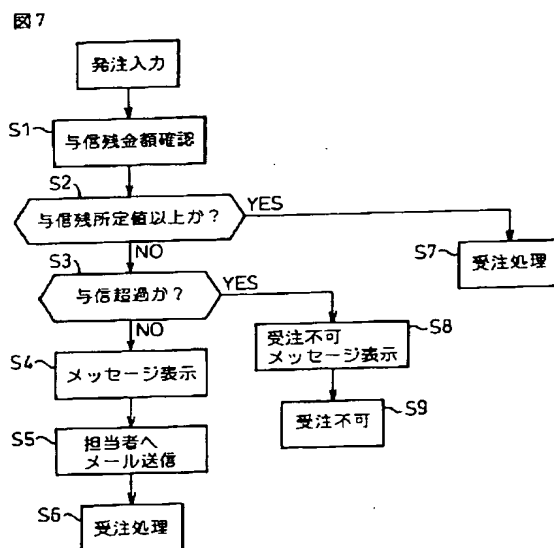 図7
発注入力
S1
与信残金額確認
S2
与信残所定値以上か?
YES
NO
S7
受注処理
S3
与信超過か?
YES
NO
S8
受注不可
メッセージ表示
S4
メッセージ表示
S9
受注不可
S5
担当者へ
メール送信
S6
受注処理